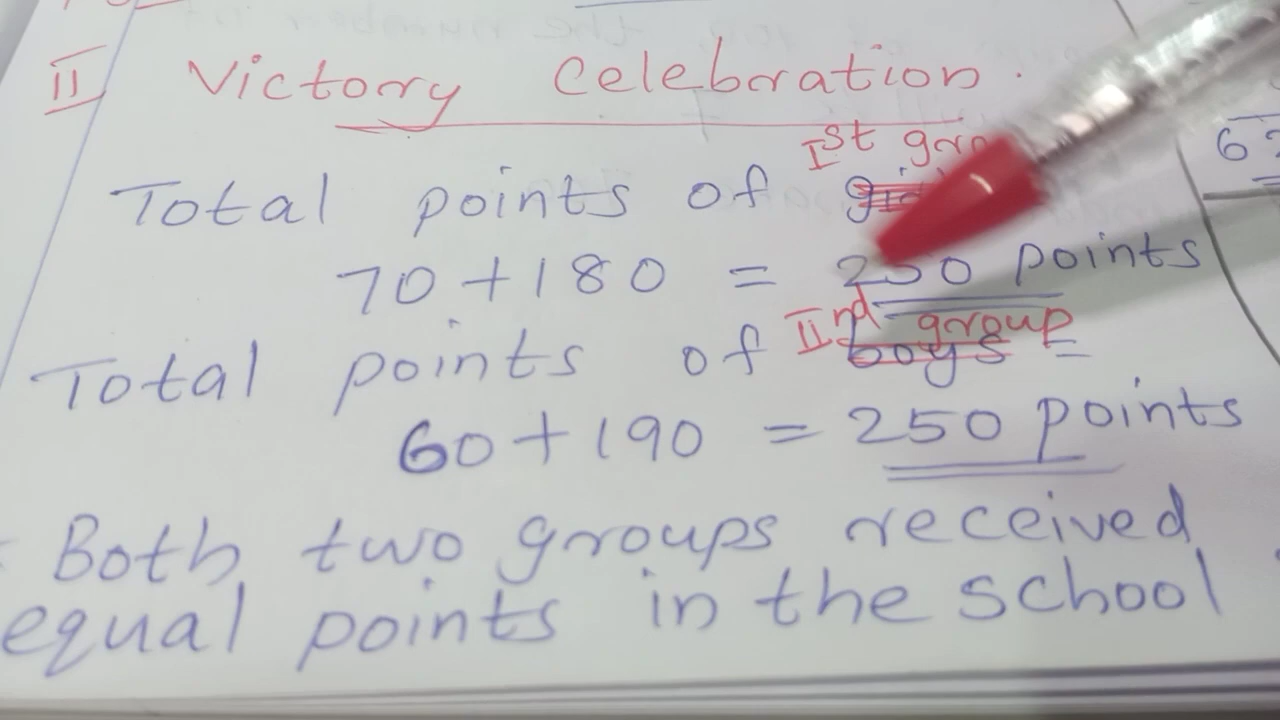 II Victory Celebration.
Ist
Total points of
70+180 = 250 points
IInd group
Total points of boys =
60+190 = 250 points
Both two groups received
equal points in the school